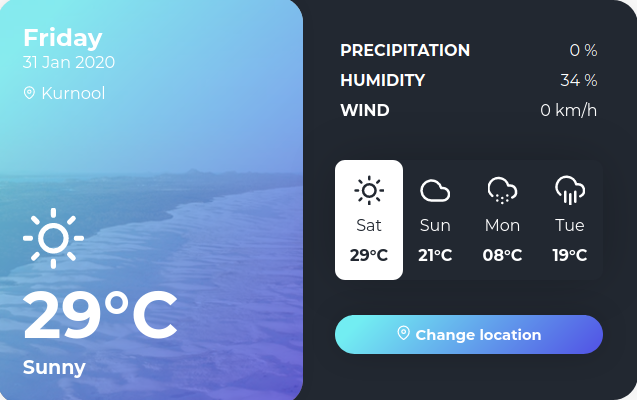 Friday
31 Jan 2020
Kurnool
29°C
Sunny
PRECIPITATION 0 %
HUMIDITY 34 %
WIND 0 km/h
Sat Sun Mon Tue
29°C 21°C 08°C 19°C
Change location